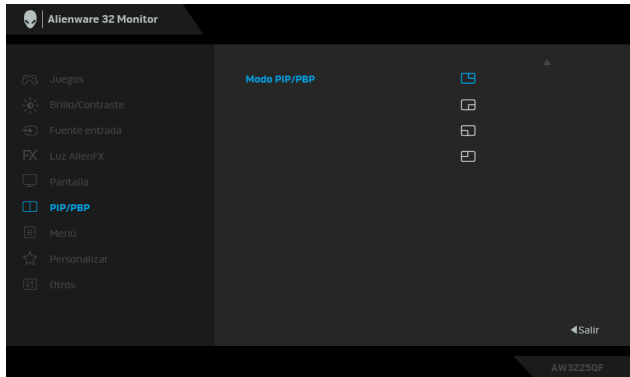 Alienware 32 Monitor
Juegos
Modo PIP/PBP
Brillo/Contraste
Fuente entrada
FX Luz AlienFX
Pantalla
PIP/PBP
Menú
Personalizar
Otros
Salir
AW3225QF